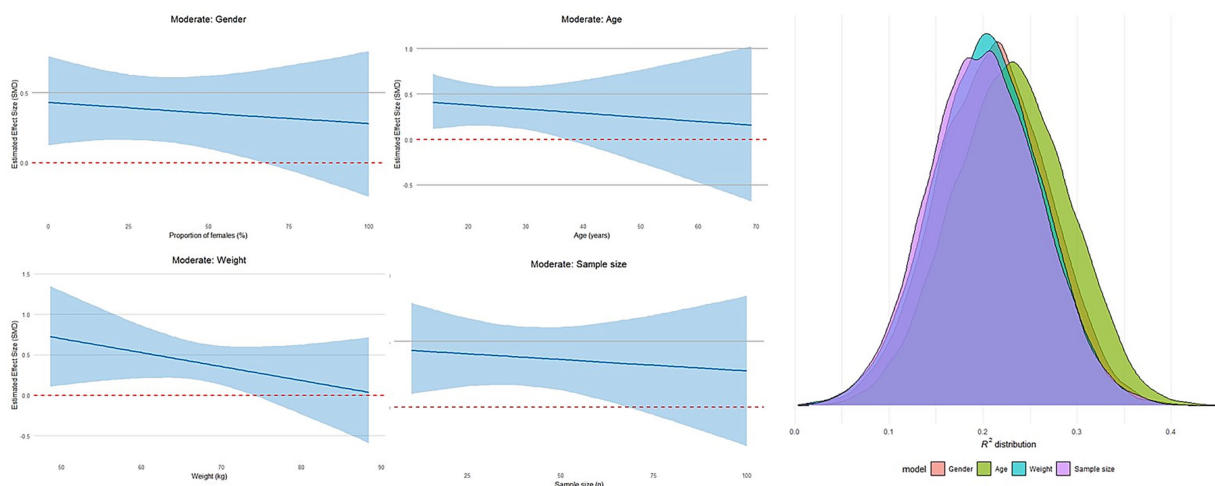 Moderate: Gender
Estimated Effect Size (SMD)
0.5
0.0
0
25
50
75
100
Proportion of females (%)
Moderate: Age
Estimated Effect Size (SMD)
1.0
0.5
0.0
-0.5
20
30
40
50
60
70
Age (years)
Moderate: Weight
Estimated Effect Size (SMD)
1.5
1.0
0.5
0.0
-0.5
50
60
70
80
90
Weight (kg)
Moderate: Sample size
25
50
75
100
Sample size (n)
0.0
0.1
0.2
0.3
0.4
R² distribution
model Gender Age Weight Sample size